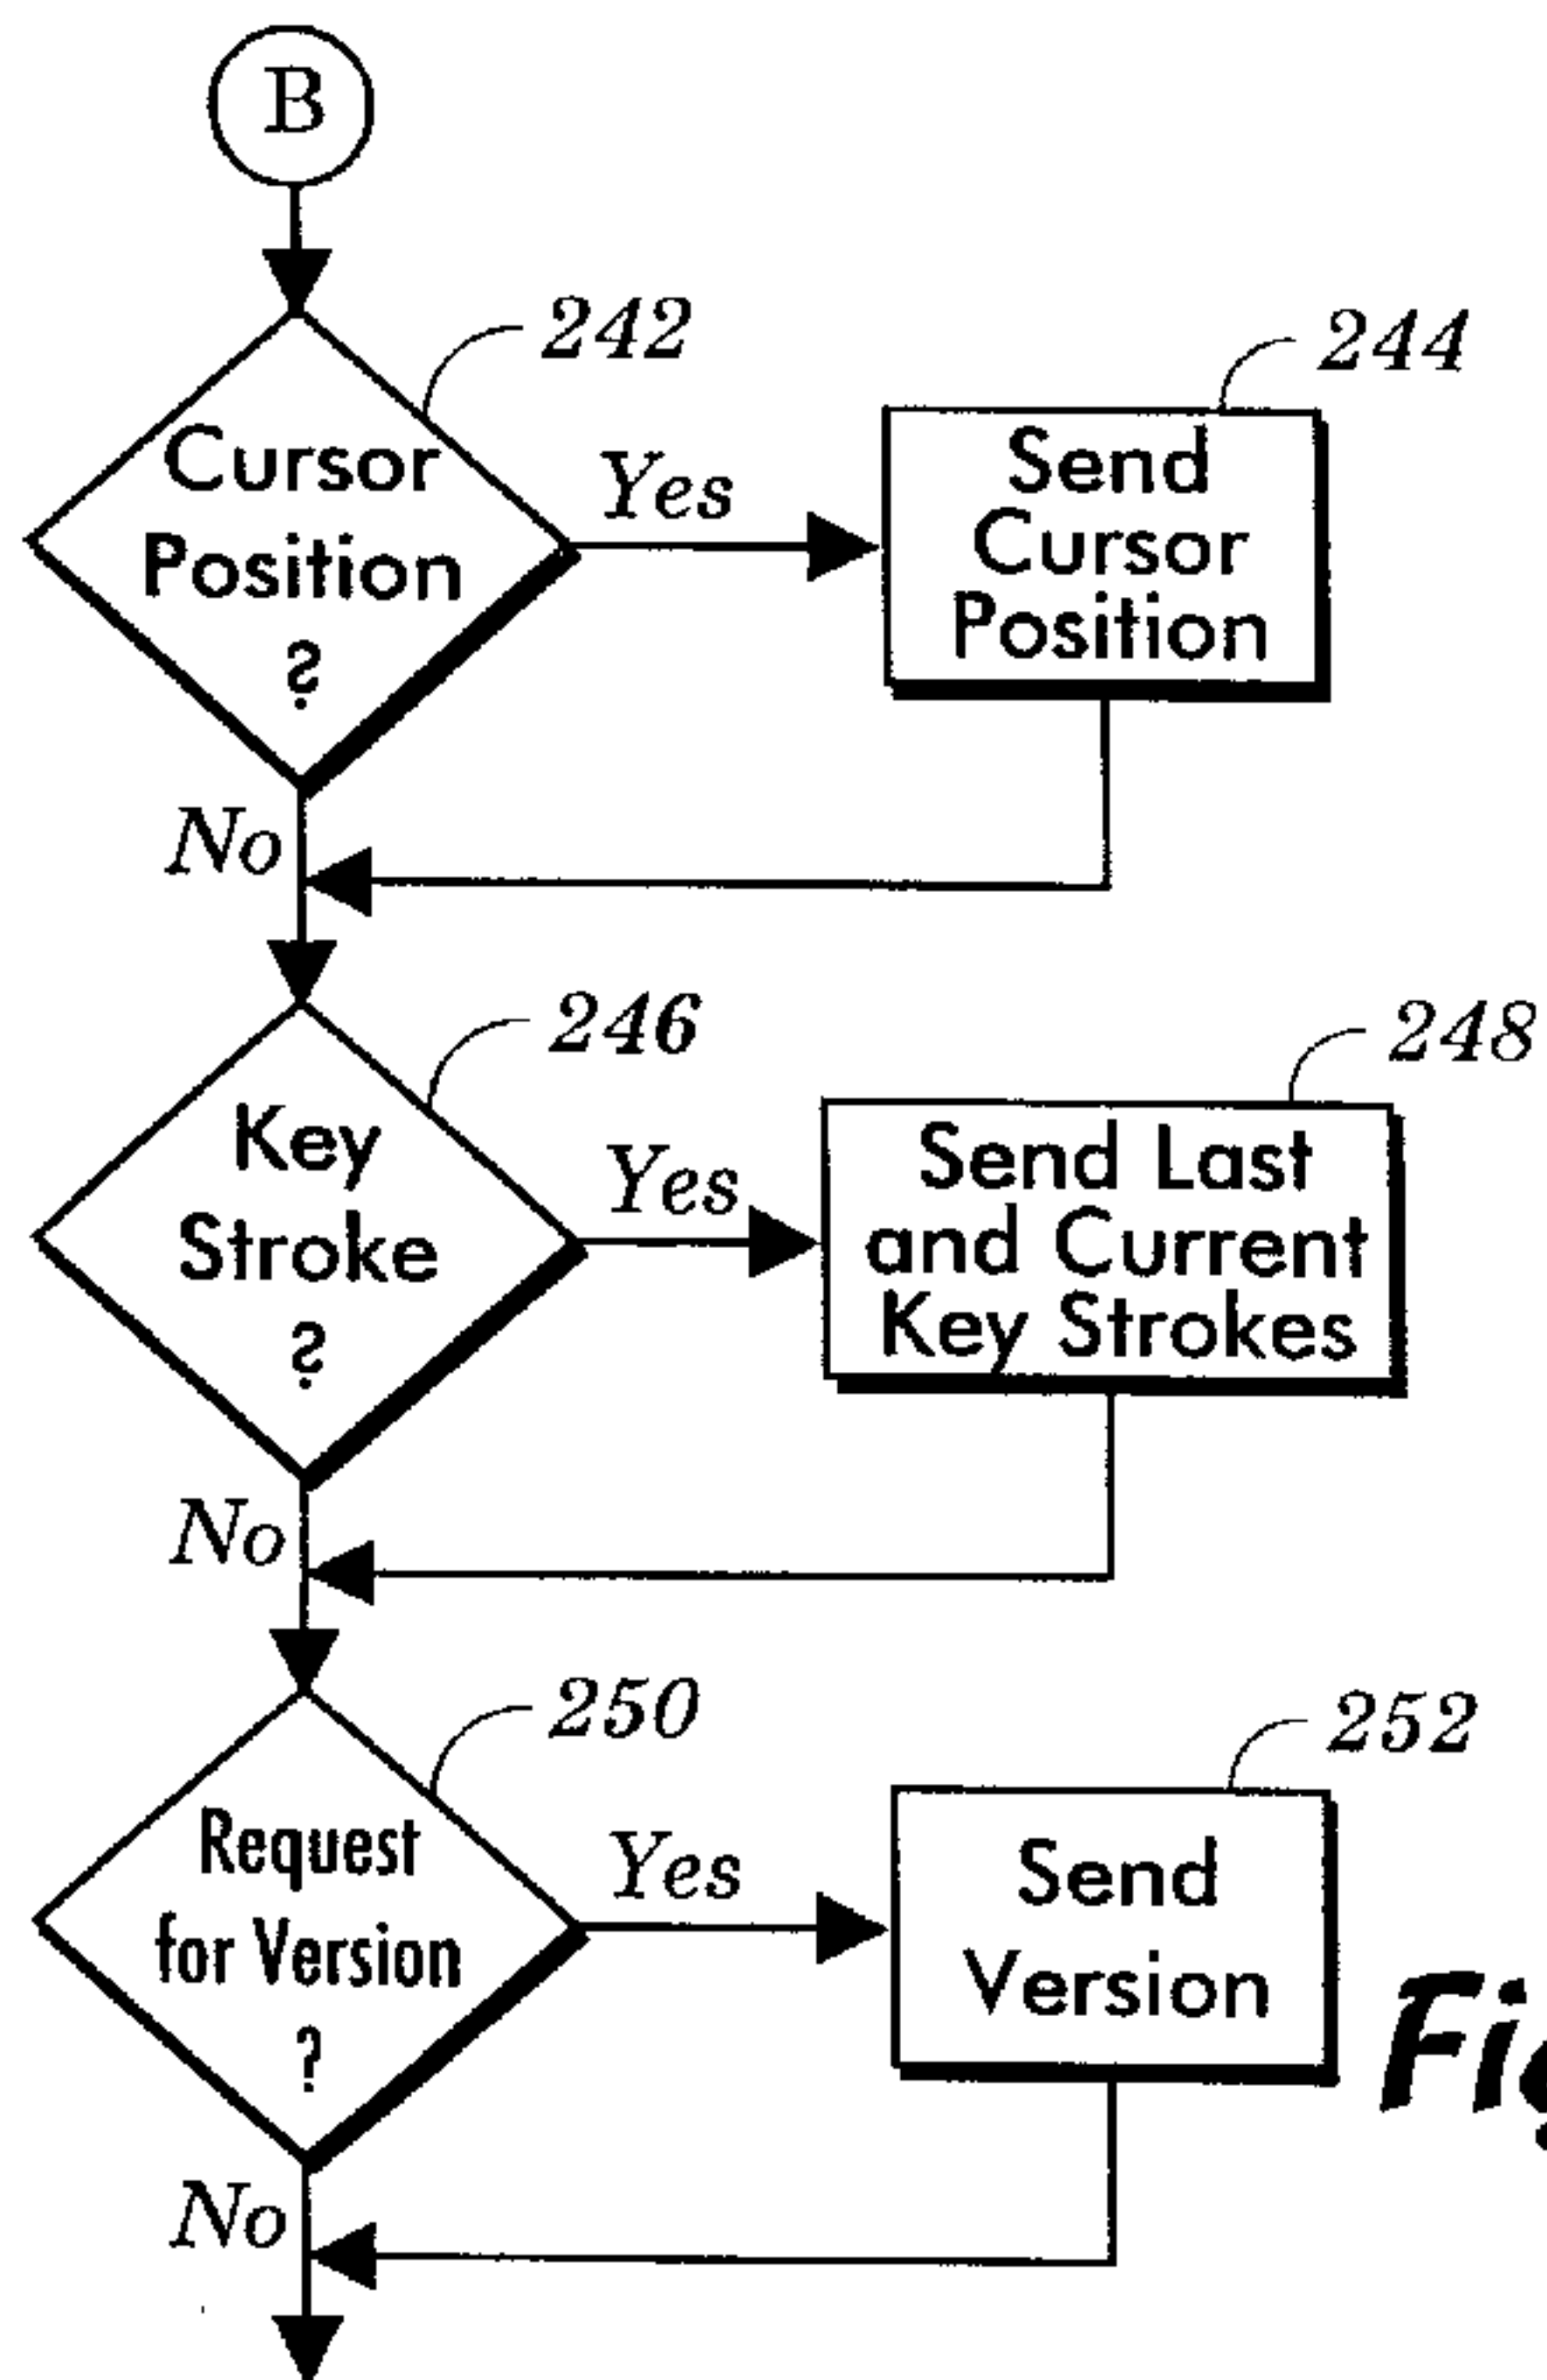 B
242
Cursor
Position
?
Yes
244
Send
Cursor
Position
No
246
Key
Stroke
?
Yes
248
Send Last
and Current
Key Strokes
No
250
Request
for Version
?
Yes
252
Send
Version
No